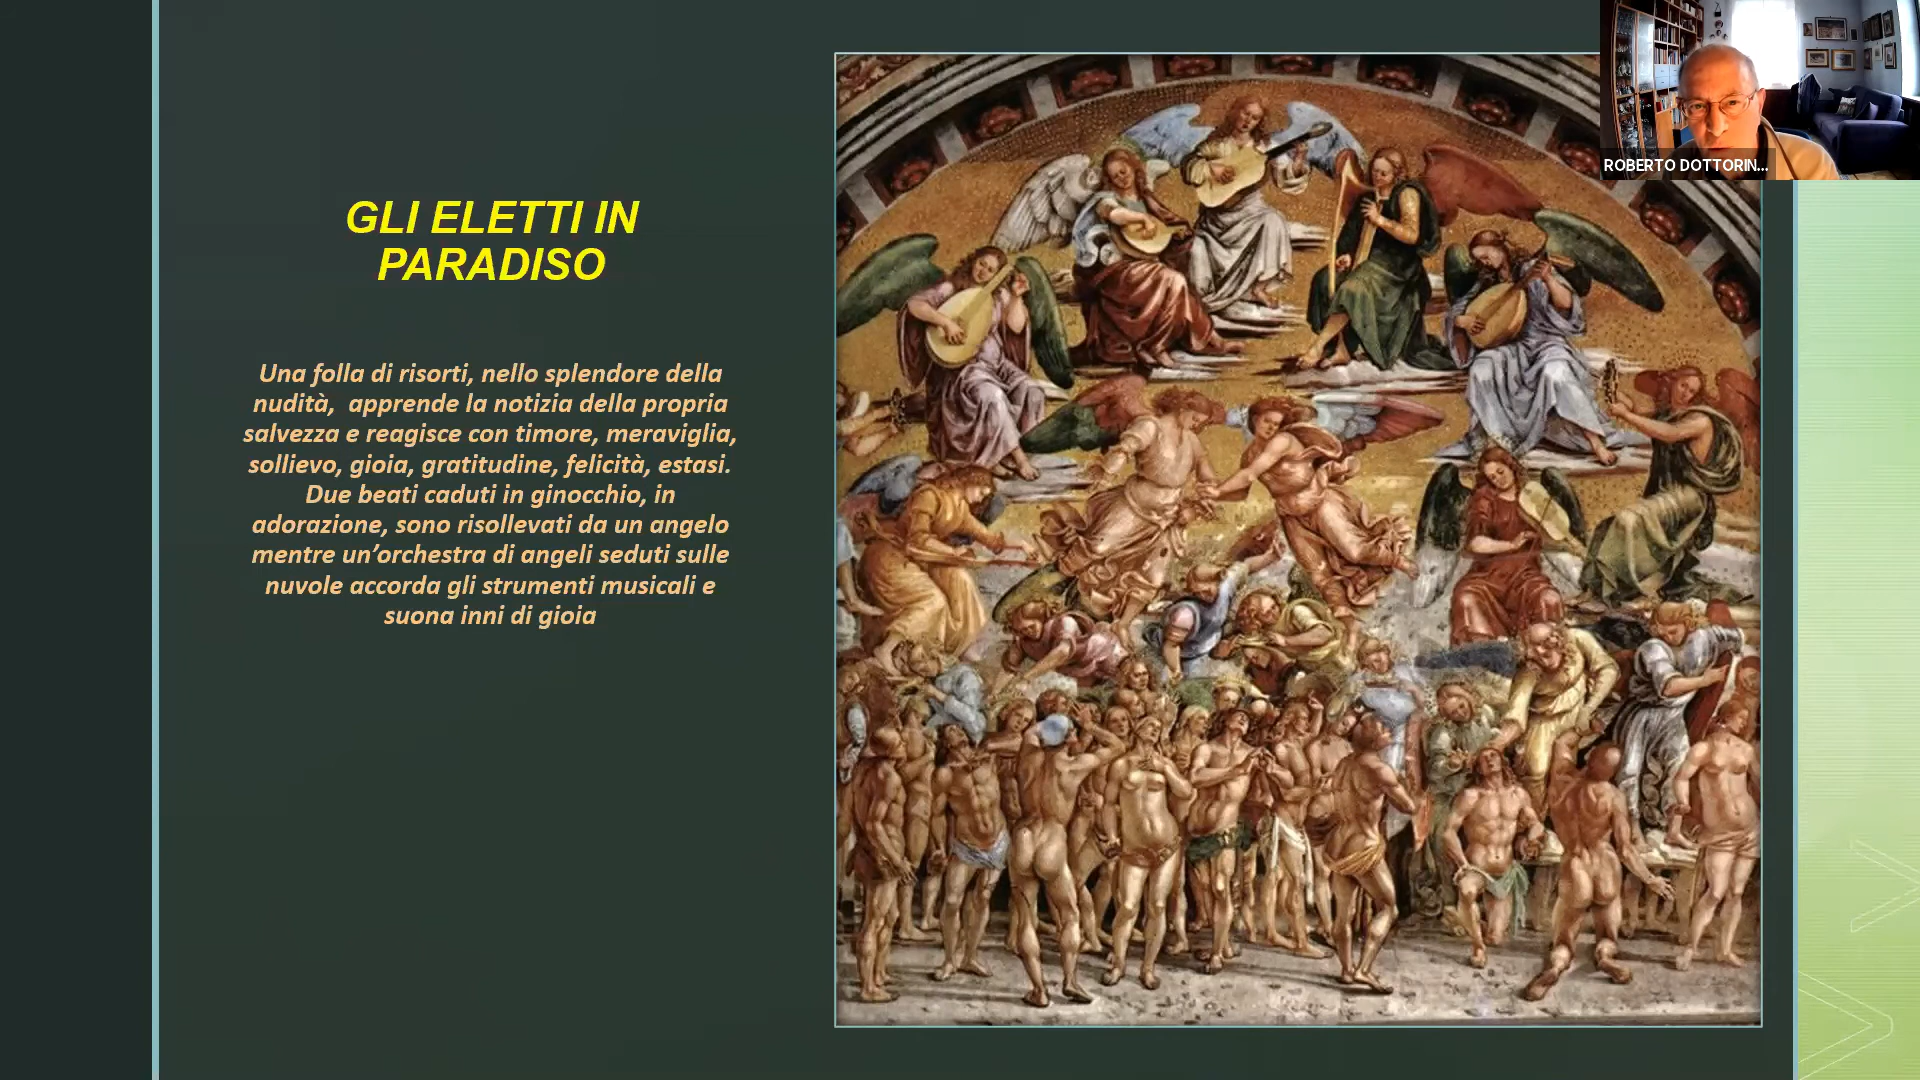 GLI ELETTI IN
PARADISO
Una folla di risorti, nello splendore della
nudità, apprende la notizia della propria
salvezza e reagisce con timore, meraviglia,
sollievo, gioia, gratitudine, felicità, estasi.
Due beati caduti in ginocchio, in
adorazione, sono risollevati da un angelo
mentre un’orchestra di angeli seduti sulle
nuvole accorda gli strumenti musicali e
suona inni di gioia
ROBERTO DOTTORIN...